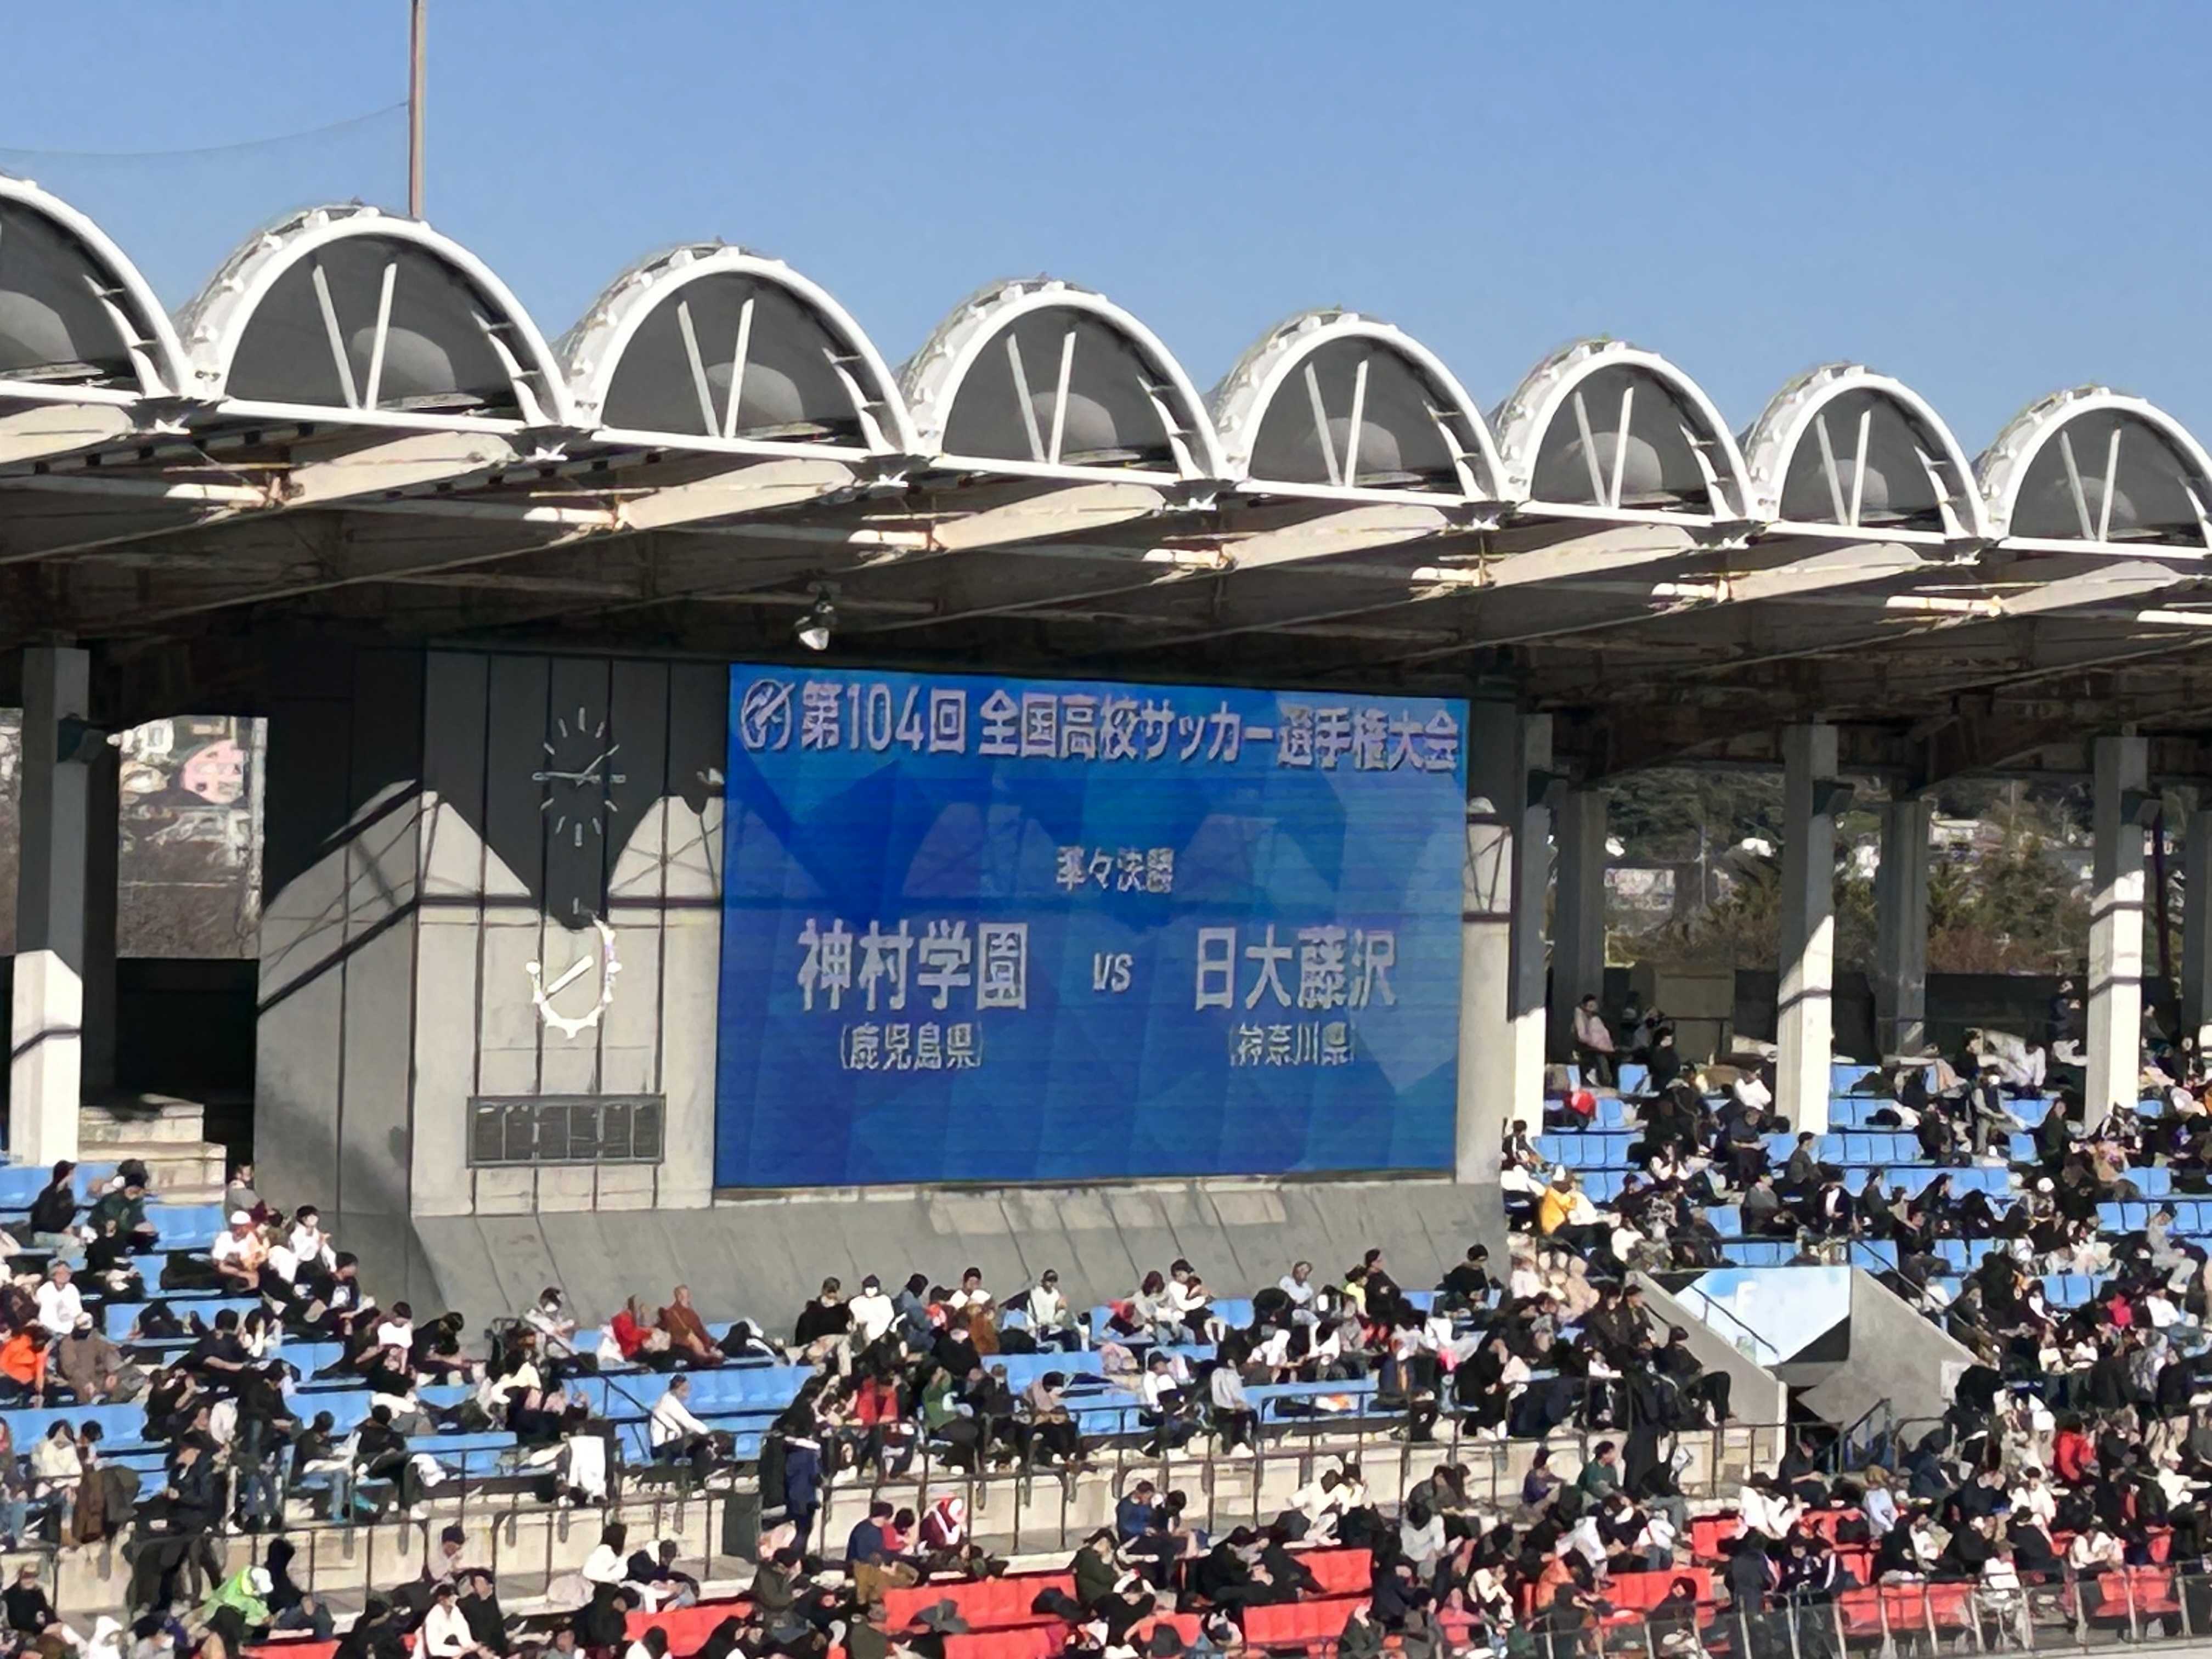 第104回 全国高校サッカー選手権大会
準々決勝
神村学園 VS 日大藤沢
(鹿児島県) (神奈川県)